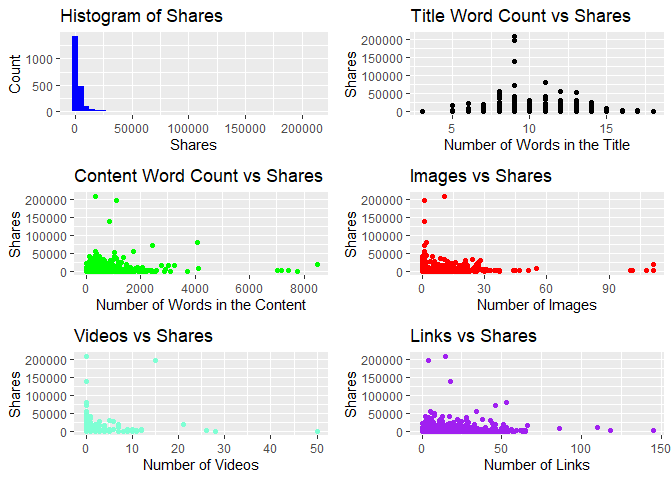 Histogram of Shares
Count
1000
500
0
0 50000 100000 150000 200000
Shares
Title Word Count vs Shares
Shares
200000
150000
100000
50000
0
5 10 15
Number of Words in the Title
Content Word Count vs Shares
Shares
200000
150000
100000
50000
0
0 2000 4000 6000 8000
Number of Words in the Content
Images vs Shares
Shares
200000
150000
100000
50000
0
0 30 60 90
Number of Images
Videos vs Shares
Shares
200000
150000
100000
50000
0
0 10 20 30 40 50
Number of Videos
Links vs Shares
Shares
200000
150000
100000
50000
0
0 50 100 150
Number of Links